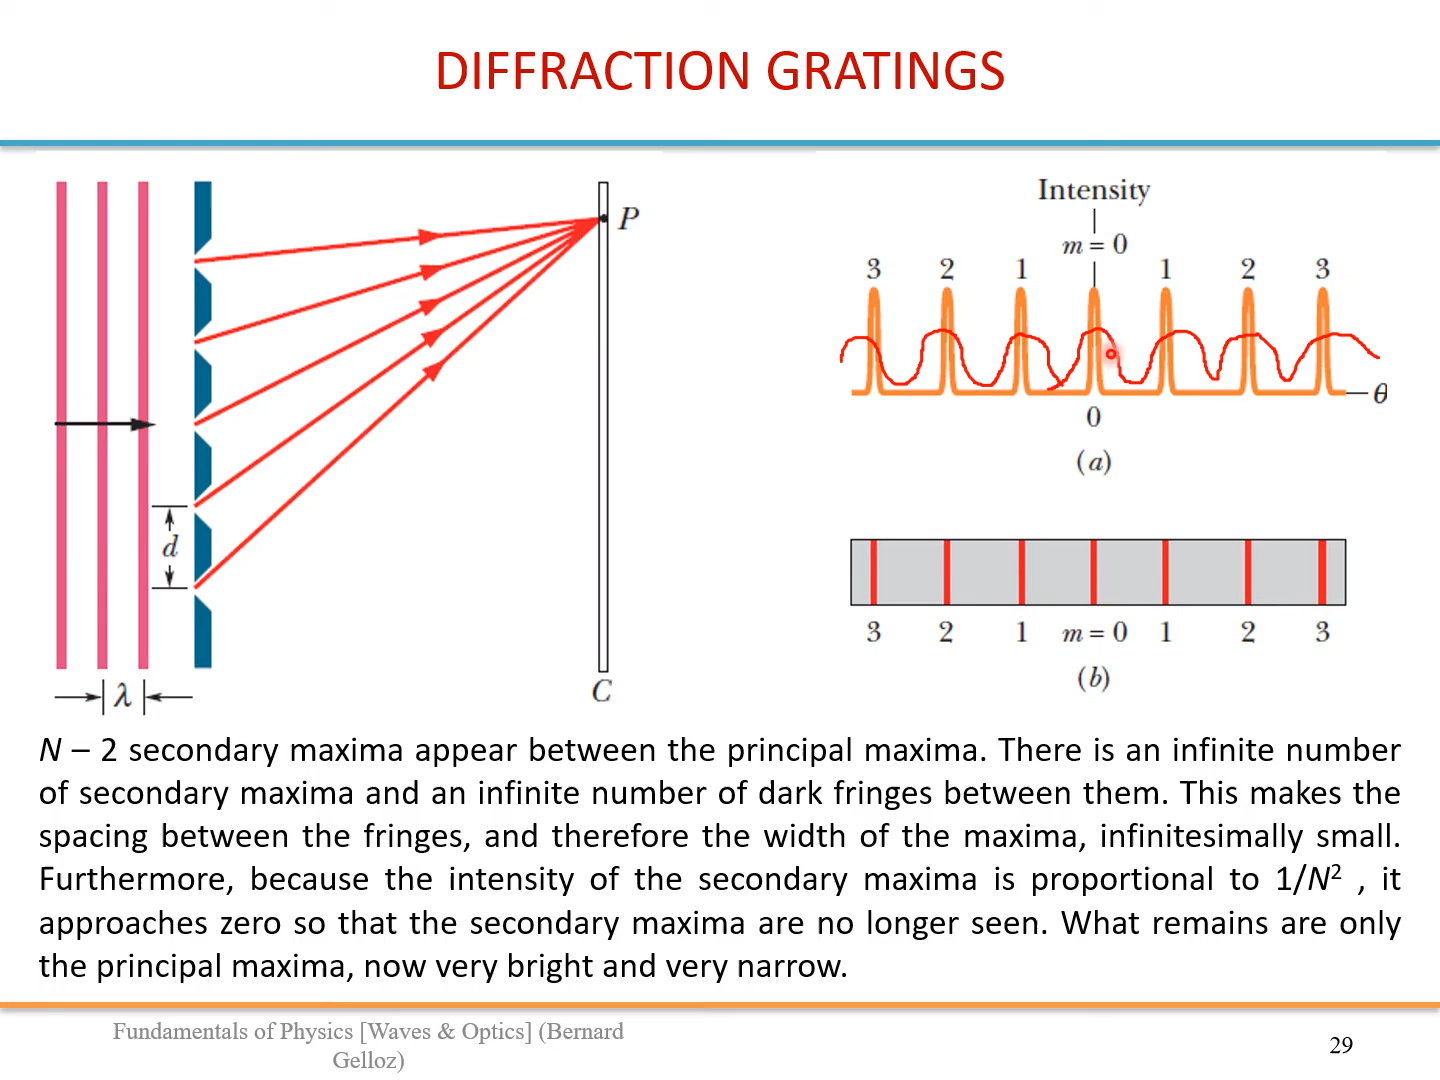 DIFFRACTION GRATINGS
P
d
λ
C
Intensity
m = 0
3 2 1 1 2 3
θ
0
(a)
3 2 1 m = 0 1 2 3
(b)
N – 2 secondary maxima appear between the principal maxima. There is an infinite number
of secondary maxima and an infinite number of dark fringes between them. This makes the
spacing between the fringes, and therefore the width of the maxima, infinitesimally small.
Furthermore, because the intensity of the secondary maxima is proportional to 1/N² , it
approaches zero so that the secondary maxima are no longer seen. What remains are only
the principal maxima, now very bright and very narrow.
Fundamentals of Physics [Waves & Optics] (Bernard
Gelloz)
29